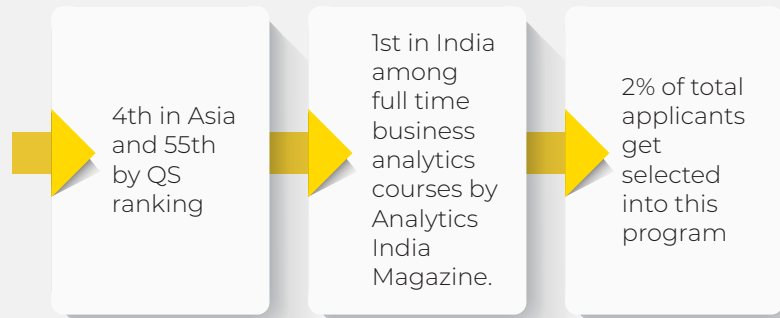 4th in Asia
and 55th
by QS
ranking
1st in India
among
full time
business
analytics
courses by
Analytics
India
Magazine.
2% of total
applicants
get
selected
into this
program